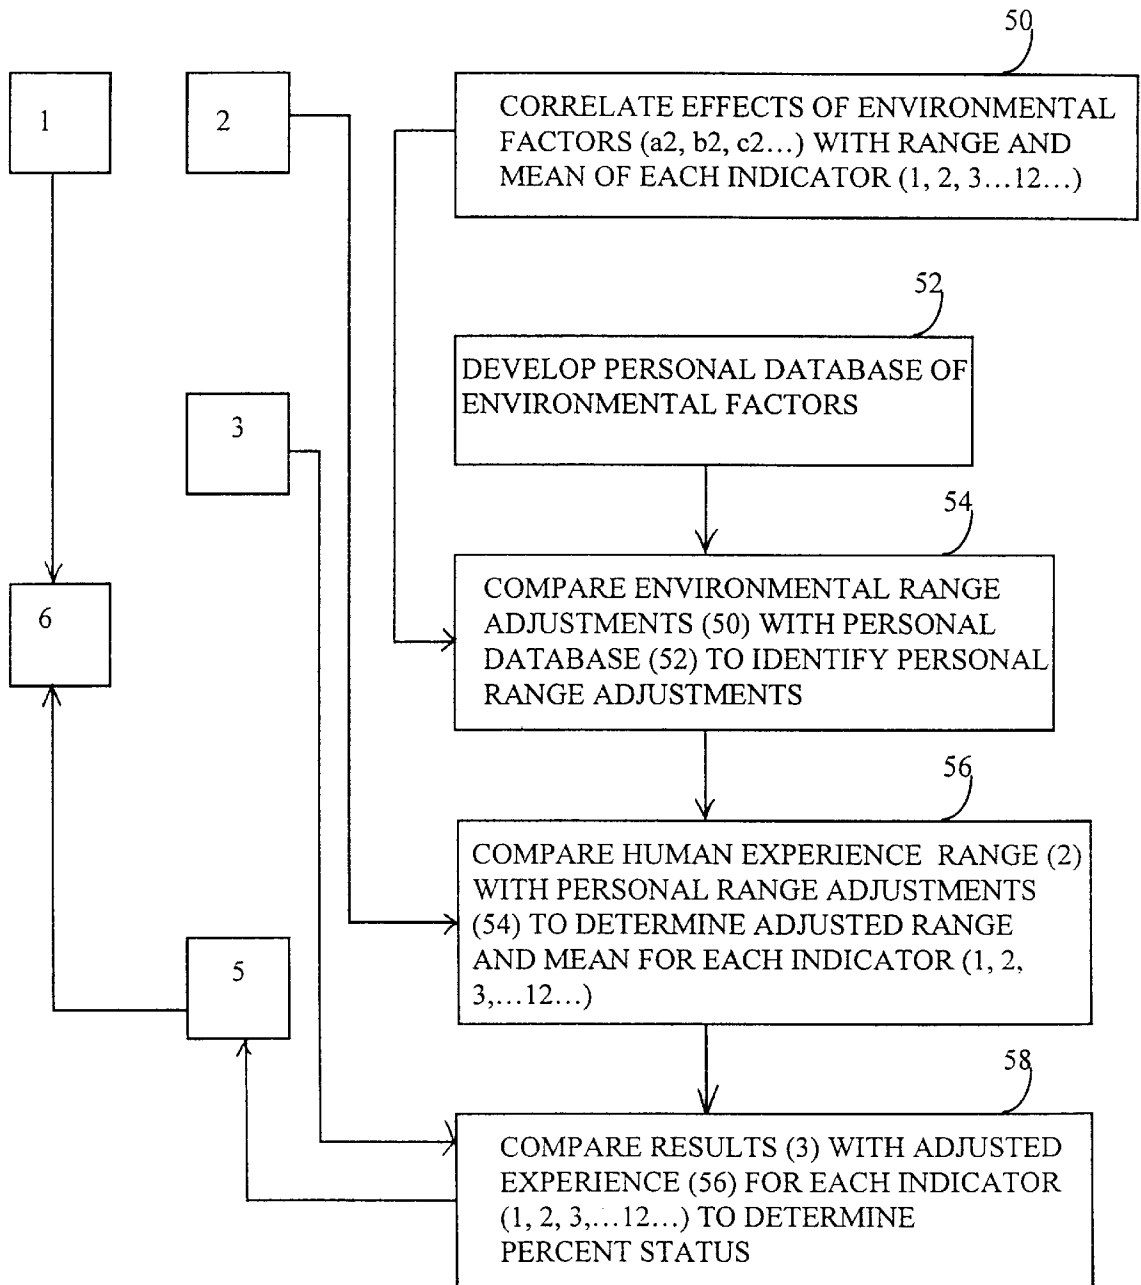 50
1
2
CORRELATE EFFECTS OF ENVIRONMENTAL
FACTORS (a2, b2, c2...) WITH RANGE AND
MEAN OF EACH INDICATOR (1, 2, 3...12...)
52
DEVELOP PERSONAL DATABASE OF
ENVIRONMENTAL FACTORS
3
54
COMPARE ENVIRONMENTAL RANGE
ADJUSTMENTS (50) WITH PERSONAL
DATABASE (52) TO IDENTIFY PERSONAL
RANGE ADJUSTMENTS
6
56
COMPARE HUMAN EXPERIENCE RANGE (2)
WITH PERSONAL RANGE ADJUSTMENTS
(54) TO DETERMINE ADJUSTED RANGE
AND MEAN FOR EACH INDICATOR (1, 2,
3,...12...)
5
58
COMPARE RESULTS (3) WITH ADJUSTED
EXPERIENCE (56) FOR EACH INDICATOR
(1, 2, 3,...12...) TO DETERMINE
PERCENT STATUS